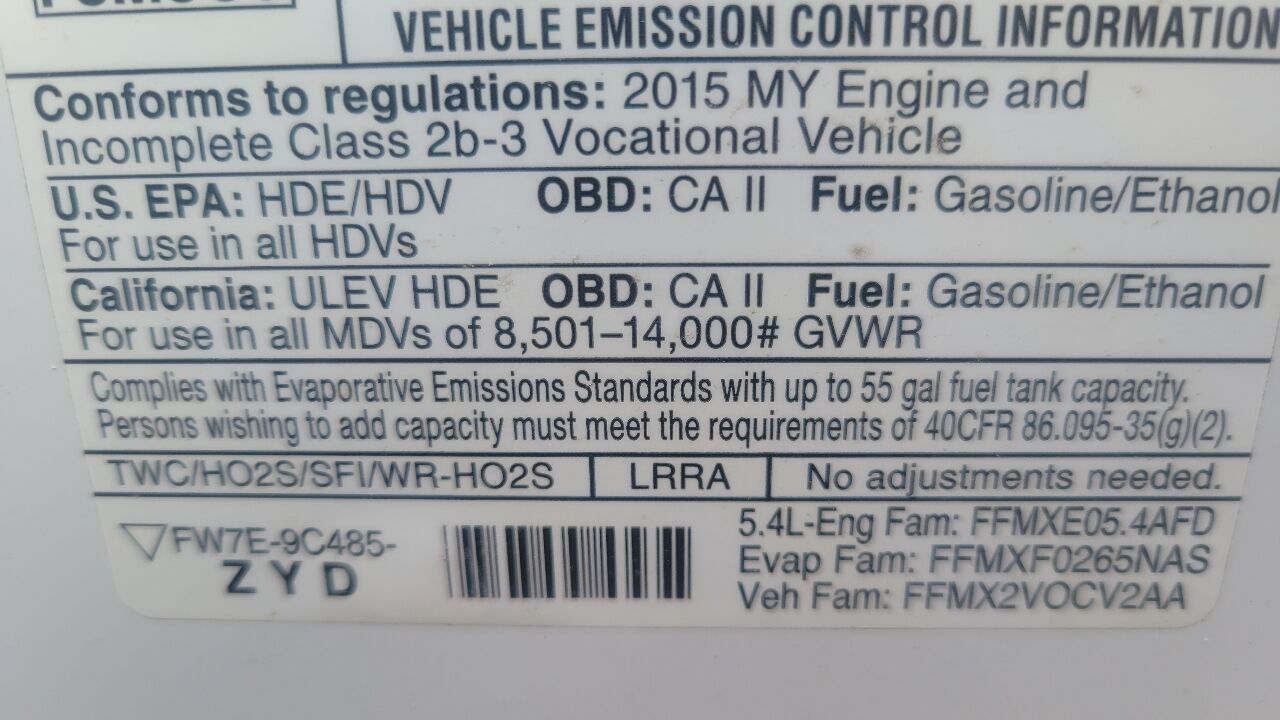 VEHICLE EMISSION CONTROL INFORMATION
Conforms to regulations: 2015 MY Engine and
Incomplete Class 2b-3 Vocational Vehicle
U.S. EPA: HDE/HDV OBD: CA II Fuel: Gasoline/Ethanol
For use in all HDVs
California: ULEV HDE OBD: CA II Fuel: Gasoline/Ethanol
For use in all MDVs of 8,501–14,000# GVWR
Complies with Evaporative Emissions Standards with up to 55 gal fuel tank capacity.
Persons wishing to add capacity must meet the requirements of 40CFR 86.095-35(g)(2).
TWC/HO2S/SFI/WR-HO2S LRRA No adjustments needed.
FW7E-9C485-
ZYD
5.4L-Eng Fam: FFMXE05.4AFD
Evap Fam: FFMXF0265NAS
Veh Fam: FFMX2VOCV2AA